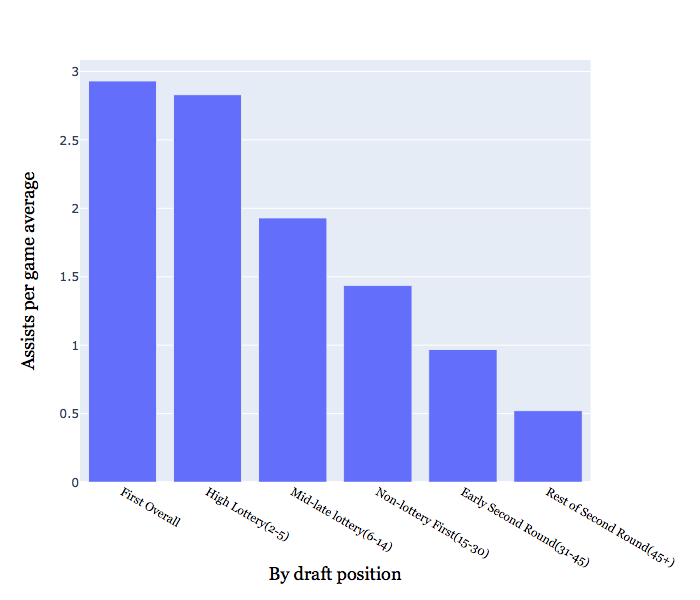 3
2.5
2
1.5
1
0.5
0
Assists per game average
First Overall
High Lottery(2-5)
Mid-late lottery(6-14)
Non-lottery First(15-30)
Early Second Round(31-45)
Rest of Second Round(45+)
By draft position